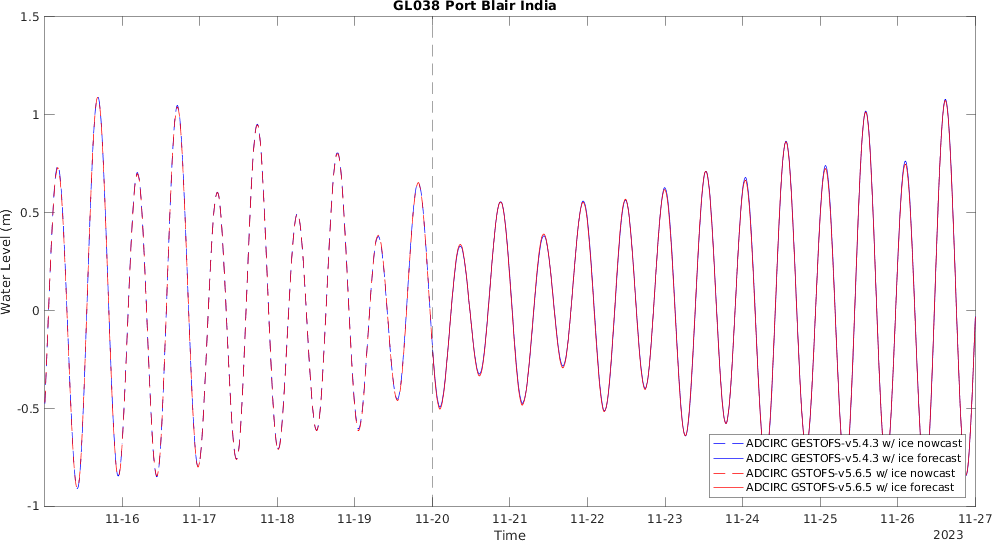 GL038 Port Blair India
Water Level (m)
1.5
1
0.5
0
-0.5
-1
ADCIRC GESTOFS-v5.4.3 w/ ice nowcast
ADCIRC GESTOFS-v5.4.3 w/ ice forecast
ADCIRC GSTOFS-v5.6.5 w/ ice nowcast
ADCIRC GSTOFS-v5.6.5 w/ ice forecast
11-16 11-17 11-18 11-19 11-20 11-21 11-22 11-23 11-24 11-25 11-26 11-27
Time
2023